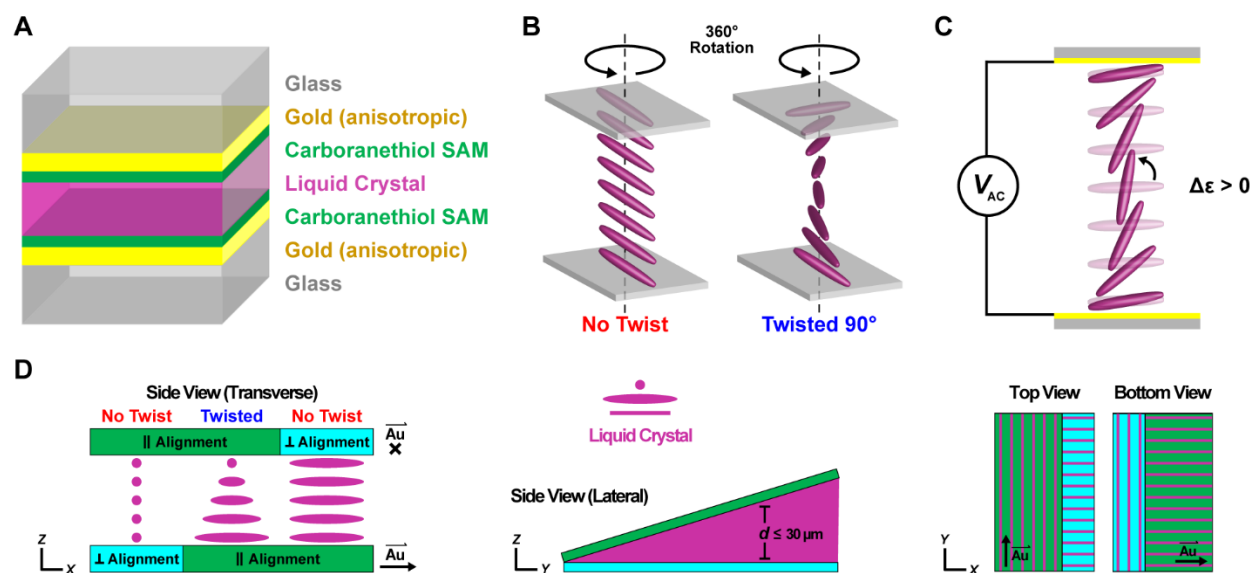 A
Glass
Gold (anisotropic)
Carboranethiol SAM
Liquid Crystal
Carboranethiol SAM
Gold (anisotropic)
Glass
B
360°
Rotation
No Twist
Twisted 90°
C
V_AC
Δε > 0
D
Side View (Transverse)
No Twist
Twisted
No Twist
|| Alignment
⊥ Alignment
Au
⊥ Alignment
|| Alignment
Au
Z
X
Liquid Crystal
Side View (Lateral)
d ≤ 30 µm
Z
Y
Top View
Bottom View
Au
Au
Y
X